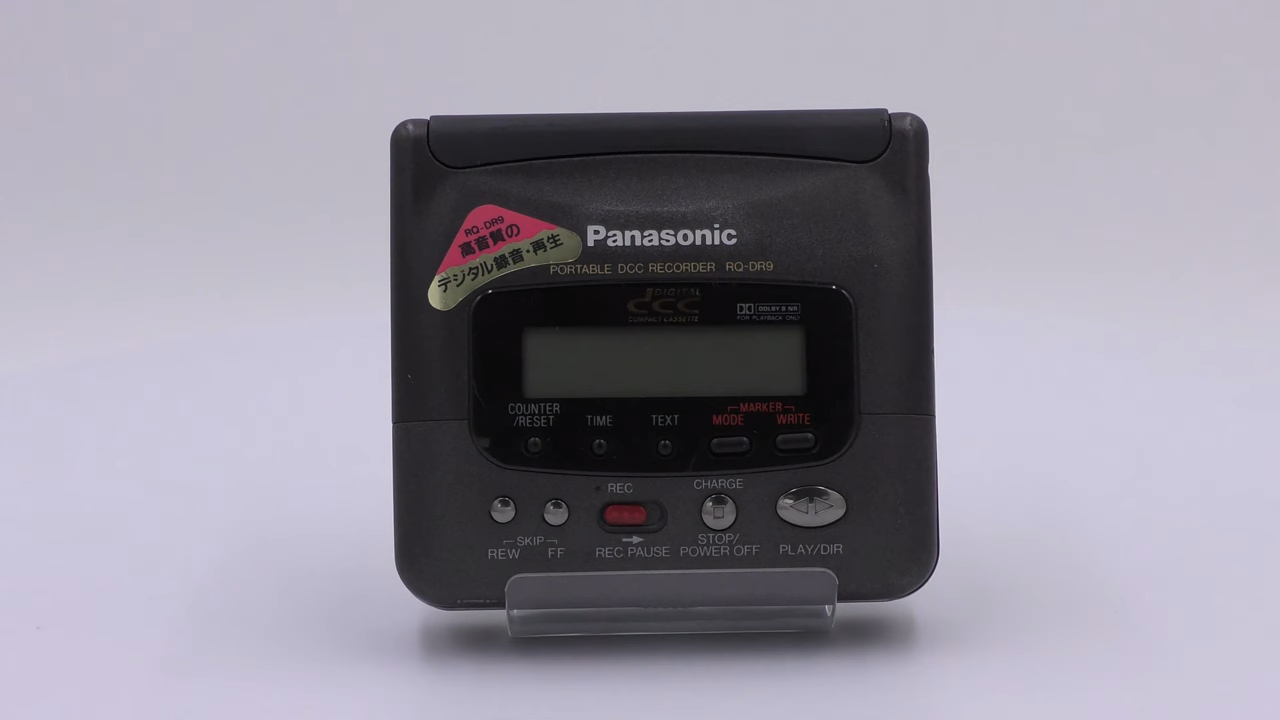 RQ-DR9
高音質の
デジタル録音・再生
Panasonic
PORTABLE DCC RECORDER RQ-DR9
DIGITAL
dcc
COMPACT CASSETTE
DOLBY B NR
FOR PLAYBACK ONLY
COUNTER
/RESET
TIME
TEXT
MARKER
MODE
WRITE
REC
CHARGE
SKIP
REW
FF
REC PAUSE
STOP/
POWER OFF
PLAY/DIR